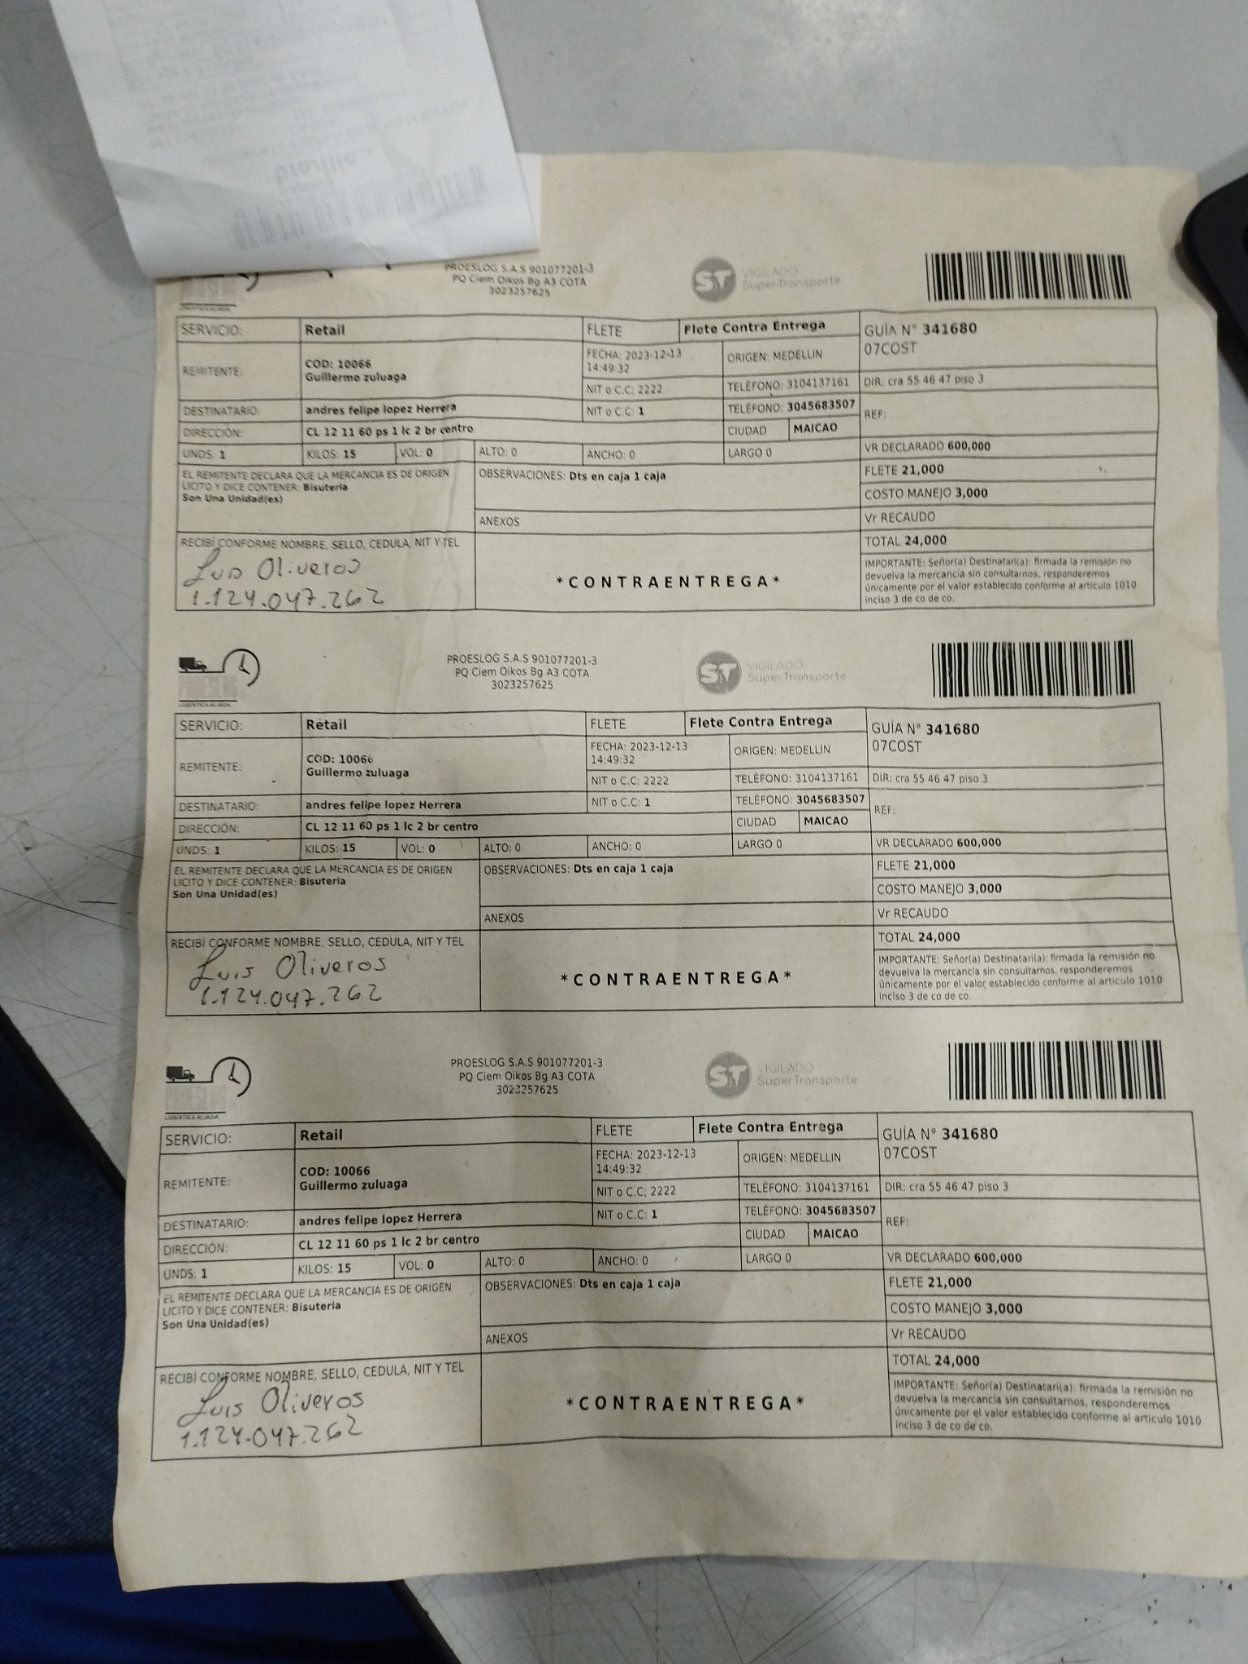 brasilia
PROESLOG S.A.S 901077201-3
PQ Ciem Oikos Bg A3 COTA
3023257625
ST VIGILADO
SuperTransporte
SERVICIO: Retail FLETE Flete Contra Entrega GUÍA N° 341680
07COST
REMITENTE: COD: 10066
Guillermo zuluaga
FECHA: 2023-12-13
14:49:32
ORIGEN: MEDELLIN
NIT o C.C; 2222 TELÉFONO: 3104137161 DIR: cra 55 46 47 piso 3
DESTINATARIO: andres felipe lopez Herrera NIT o C.C: 1 TELÉFONO: 3045683507 REF:
DIRECCIÓN: CL 12 11 60 ps 1 lc 2 br centro CIUDAD MAICAO
UNDS: 1 KILOS: 15 VOL: 0 ALTO: 0 ANCHO: 0 LARGO 0 VR DECLARADO 600,000
EL REMITENTE DECLARA QUE LA MERCANCIA ES DE ORIGEN
LICITO Y DICE CONTENER: Bisuteria
Son Una Unidad(es)
OBSERVACIONES: Dts en caja 1 caja
FLETE 21,000
COSTO MANEJO 3,000
ANEXOS Vr RECAUDO
RECIBÍ CONFORME NOMBRE, SELLO, CEDULA, NIT Y TEL TOTAL 24,000
Luis Oliveros
1.124.047.262
*CONTRAENTREGA*
IMPORTANTE: Señor(a) Destinatari(a): firmada la remisión no
devuelva la mercancía sin consultarnos, responderemos
únicamente por el valor establecido conforme al artículo 1010
inciso 3 de co de co.
PROESLOG
LOGISTICA ALIADA
PROESLOG S.A.S 901077201-3
PQ Ciem Oikos Bg A3 COTA
3023257625
ST VIGILADO
SuperTransporte
SERVICIO: Retail FLETE Flete Contra Entrega GUÍA N° 341680
07COST
REMITENTE: COD: 10066
Guillermo zuluaga
FECHA: 2023-12-13
14:49:32
ORIGEN: MEDELLIN
NIT o C.C; 2222 TELÉFONO: 3104137161 DIR: cra 55 46 47 piso 3
DESTINATARIO: andres felipe lopez Herrera NIT o C.C: 1 TELÉFONO: 3045683507 REF:
DIRECCIÓN: CL 12 11 60 ps 1 lc 2 br centro CIUDAD MAICAO
UNDS: 1 KILOS: 15 VOL: 0 ALTO: 0 ANCHO: 0 LARGO 0 VR DECLARADO 600,000
EL REMITENTE DECLARA QUE LA MERCANCIA ES DE ORIGEN
LICITO Y DICE CONTENER: Bisuteria
Son Una Unidad(es)
OBSERVACIONES: Dts en caja 1 caja
FLETE 21,000
COSTO MANEJO 3,000
ANEXOS Vr RECAUDO
RECIBÍ CONFORME NOMBRE, SELLO, CEDULA, NIT Y TEL TOTAL 24,000
Luis Oliveros
1.124.047.262
*CONTRAENTREGA*
IMPORTANTE: Señor(a) Destinatari(a): firmada la remisión no
devuelva la mercancía sin consultarnos, responderemos
únicamente por el valor establecido conforme al artículo 1010
inciso 3 de co de co.
PROESLOG
LOGISTICA ALIADA
PROESLOG S.A.S 901077201-3
PQ Ciem Oikos Bg A3 COTA
3023257625
ST VIGILADO
SuperTransporte
SERVICIO: Retail FLETE Flete Contra Entrega GUÍA N° 341680
07COST
REMITENTE: COD: 10066
Guillermo zuluaga
FECHA: 2023-12-13
14:49:32
ORIGEN: MEDELLIN
NIT o C.C; 2222 TELÉFONO: 3104137161 DIR: cra 55 46 47 piso 3
DESTINATARIO: andres felipe lopez Herrera NIT o C.C: 1 TELÉFONO: 3045683507 REF:
DIRECCIÓN: CL 12 11 60 ps 1 lc 2 br centro CIUDAD MAICAO
UNDS: 1 KILOS: 15 VOL: 0 ALTO: 0 ANCHO: 0 LARGO 0 VR DECLARADO 600,000
EL REMITENTE DECLARA QUE LA MERCANCIA ES DE ORIGEN
LICITO Y DICE CONTENER: Bisuteria
Son Una Unidad(es)
OBSERVACIONES: Dts en caja 1 caja
FLETE 21,000
COSTO MANEJO 3,000
ANEXOS Vr RECAUDO
RECIBÍ CONFORME NOMBRE, SELLO, CEDULA, NIT Y TEL TOTAL 24,000
Luis Oliveros
1.124.047.262
*CONTRAENTREGA*
IMPORTANTE: Señor(a) Destinatari(a): firmada la remisión no
devuelva la mercancía sin consultarnos, responderemos
únicamente por el valor establecido conforme al artículo 1010
inciso 3 de co de co.